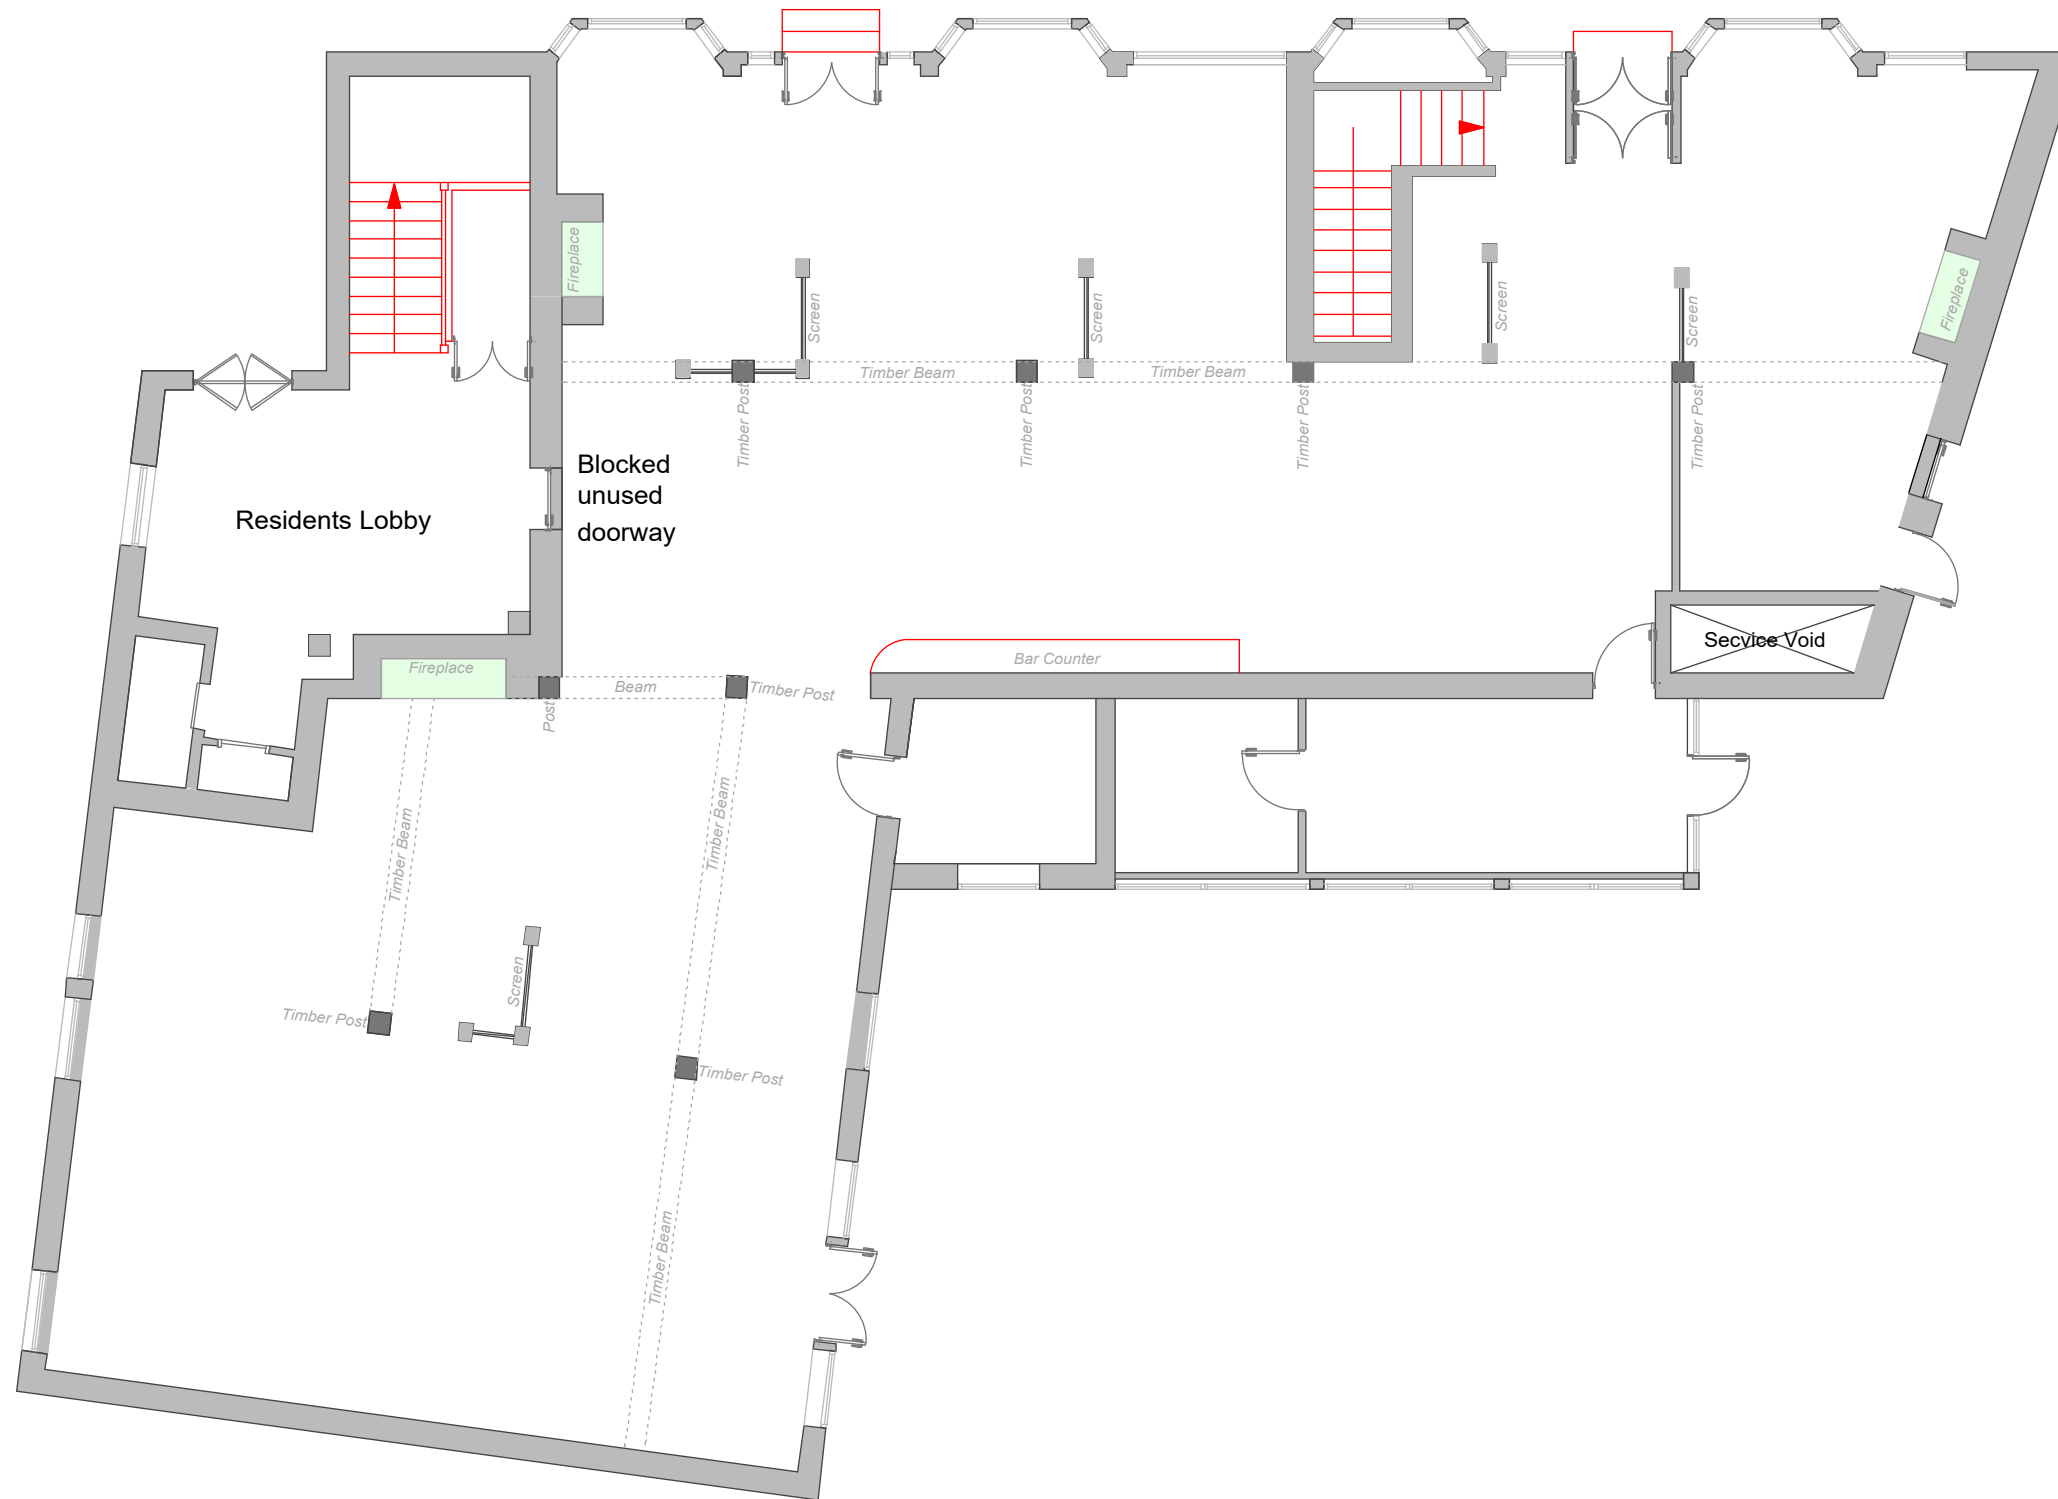 Fireplace
Screen
Screen
Screen
Screen
Fireplace
Timber Beam
Timber Beam
Timber Post
Timber Post
Timber Post
Timber Post
Blocked
unused
doorway
Residents Lobby
Secvice Void
Fireplace
Beam
Timber Post
Bar Counter
Post
Timber Beam
Timber Beam
Screen
Timber Post
Timber Post
Timber Beam